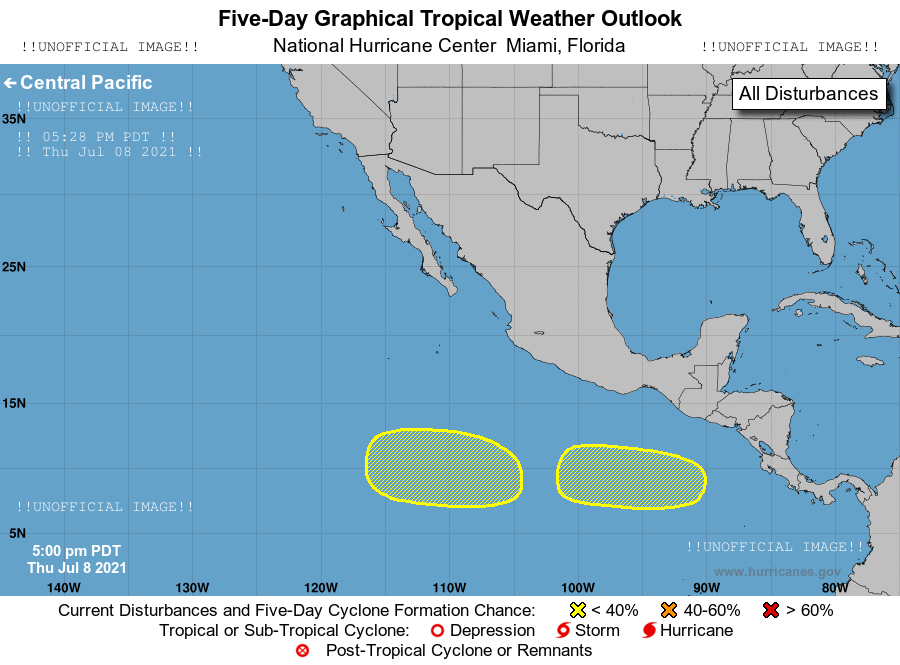 Five-Day Graphical Tropical Weather Outlook
!!UNOFFICIAL IMAGE!! National Hurricane Center Miami, Florida !!UNOFFICIAL IMAGE!!
← Central Pacific
All Disturbances
!!UNOFFICIAL IMAGE!!
35N
!! 05:28 PM PDT !!
!! Thu Jul 08 2021 !!
25N
15N
!!UNOFFICIAL IMAGE!!
5N
5:00 pm PDT
Thu Jul 8 2021
!!UNOFFICIAL IMAGE!!
www.hurricanes.gov
140W 130W 120W 110W 100W 90W 80W
Current Disturbances and Five-Day Cyclone Formation Chance: < 40% 40-60% > 60%
Tropical or Sub-Tropical Cyclone: Depression Storm Hurricane
Post-Tropical Cyclone or Remnants